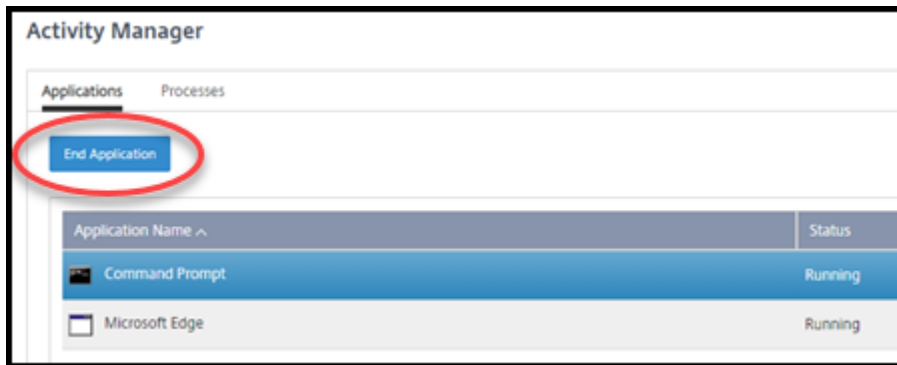 Activity Manager
Applications Processes
End Application
Application Name Status
Command Prompt Running
Microsoft Edge Running